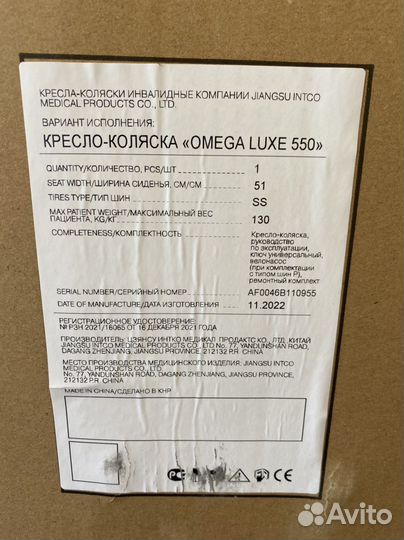 КРЕСЛА-КОЛЯСКИ ИНВАЛИДНЫЕ КОМПАНИИ JIANGSU INTCO
MEDICAL PRODUCTS CO., LTD.
ВАРИАНТ ИСПОЛНЕНИЯ:
КРЕСЛО-КОЛЯСКА «OMEGA LUXE 550»
QUANTITY/КОЛИЧЕСТВО, PCS/ШТ 1
SEAT WIDTH/ШИРИНА СИДЕНЬЯ, CM/СМ 51
TIRES TYPE/ТИП ШИН SS
MAX PATIENT WEIGHT/МАКСИМАЛЬНЫЙ ВЕС
ПАЦИЕНТА, KG/КГ 130
COMPLETENESS/КОМПЛЕКТНОСТЬ Кресло-коляска,
руководство
по эксплуатации,
ключ универсальный,
велонасос
(при комплектации
с типом шин P),
ремонтный комплект
SERIAL NUMBER/СЕРИЙНЫЙ НОМЕР AF0046B110955
DATE OF MANUFACTURE/ДАТА ИЗГОТОВЛЕНИЯ 11.2022
РЕГИСТРАЦИОННОЕ УДОСТОВЕРЕНИЕ:
№ РЗН 2021/16065 ОТ 16 ДЕКАБРЯ 2021 ГОДА
ПРОИЗВОДИТЕЛЬ: ЦЗЯНСУ ИНТКО МЕДИКАЛ ПРОДАКТС КО., ЛТД, КИТАЙ
JIANGSU INTCO MEDICAL PRODUCTS CO., LTD No. 77, YANDUNSHAN ROAD,
DAGANG ZHENJIANG, JIANGSU PROVINCE, 212132 P.R. CHINA
МЕСТО ПРОИЗВОДСТВА МЕДИЦИНСКОГО ИЗДЕЛИЯ: JIANGSU INTCO MEDICAL PRODUCTS CO., LTD
No. 77, YANDUNSHAN ROAD, DAGANG ZHENJIANG, JIANGSU PROVINCE,
212132 P.R. CHINA
MADE IN CHINA/СДЕЛАНО В КНР
CE
Avito